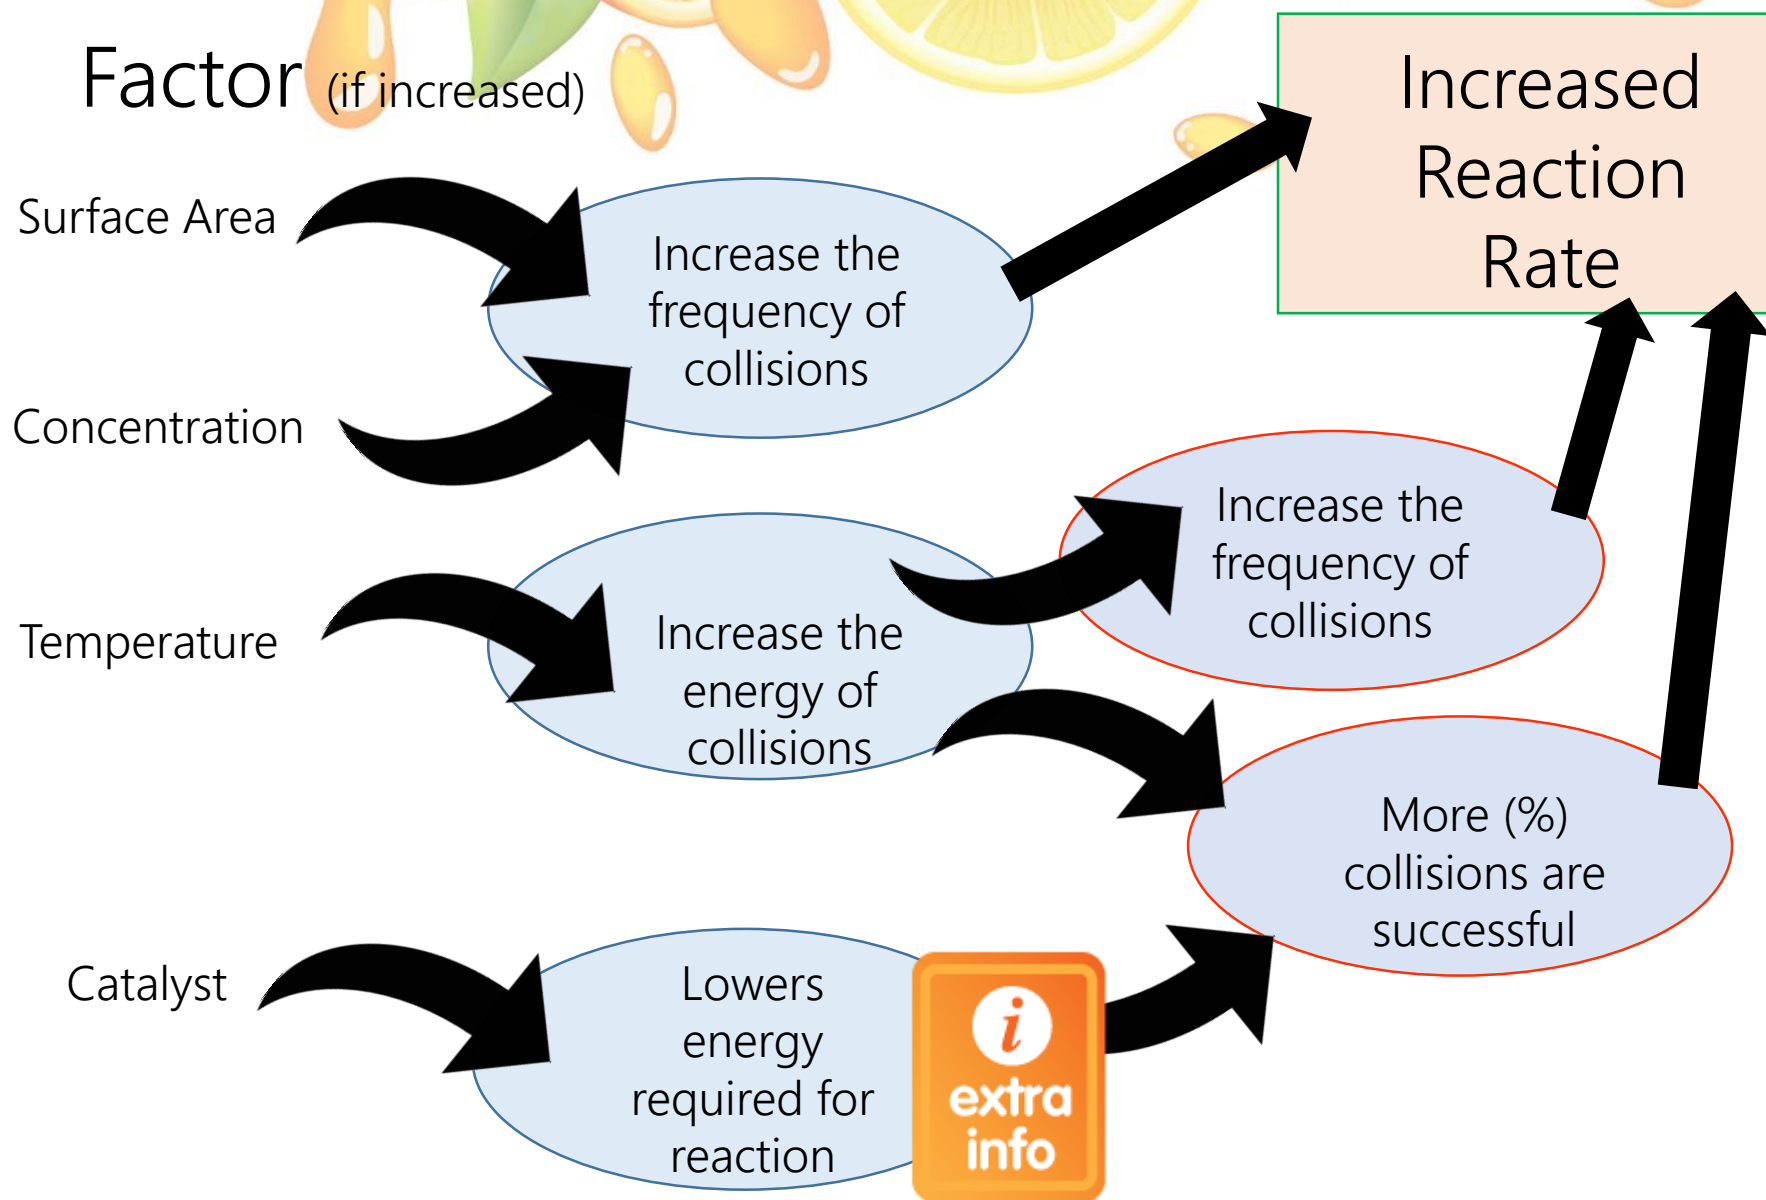 Factor (if increased)
Increased
Reaction
Rate
Surface Area
Increase the
frequency of
collisions
Concentration
Increase the
frequency of
collisions
Temperature
Increase the
energy of
collisions
More (%)
collisions are
successful
Catalyst
Lowers
energy
required for
reaction
i
extra
info